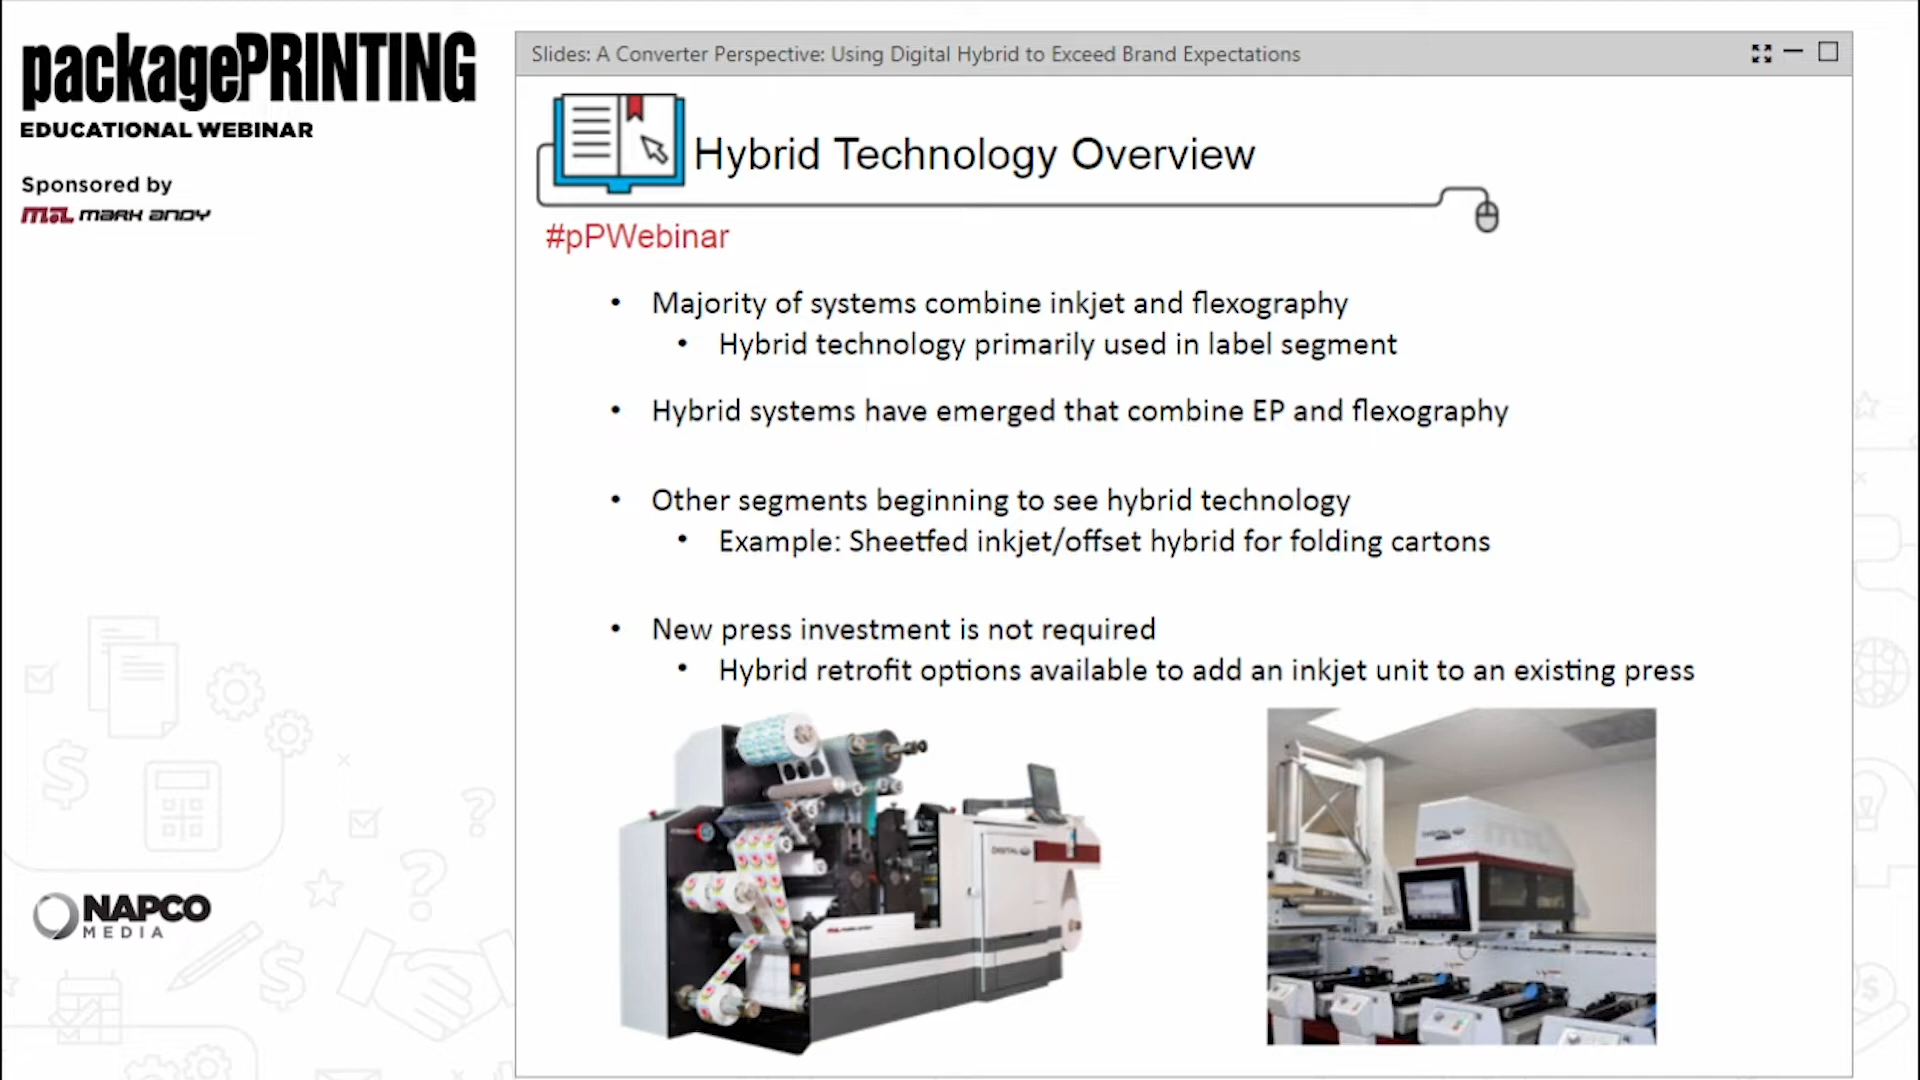 packagePRINTING
EDUCATIONAL WEBINAR
Sponsored by
MARK ANDY
Slides: A Converter Perspective: Using Digital Hybrid to Exceed Brand Expectations
Hybrid Technology Overview
#pPWebinar
• Majority of systems combine inkjet and flexography
• Hybrid technology primarily used in label segment
• Hybrid systems have emerged that combine EP and flexography
• Other segments beginning to see hybrid technology
• Example: Sheetfed inkjet/offset hybrid for folding cartons
• New press investment is not required
• Hybrid retrofit options available to add an inkjet unit to an existing press
DIGITAL
DIGITAL
NAPCO
MEDIA